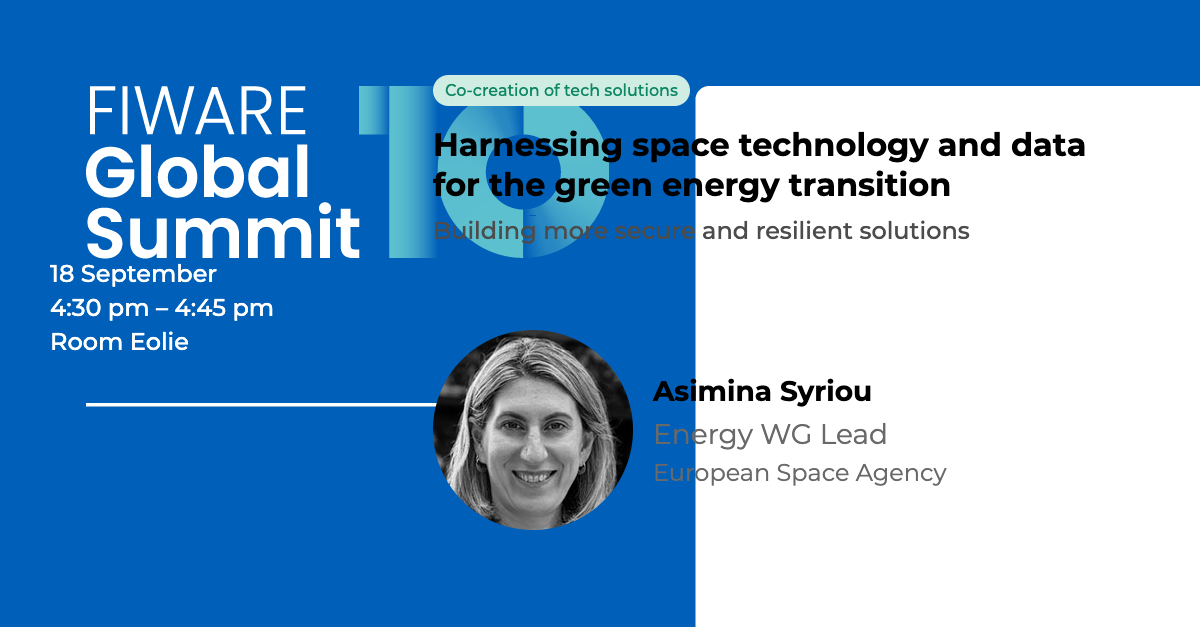 FIWARE
Global
Summit
10
18 September
4:30 pm – 4:45 pm
Room Eolie
Co-creation of tech solutions
Harnessing space technology and data
for the green energy transition
Building more secure and resilient solutions
Asimina Syriou
Energy WG Lead
European Space Agency